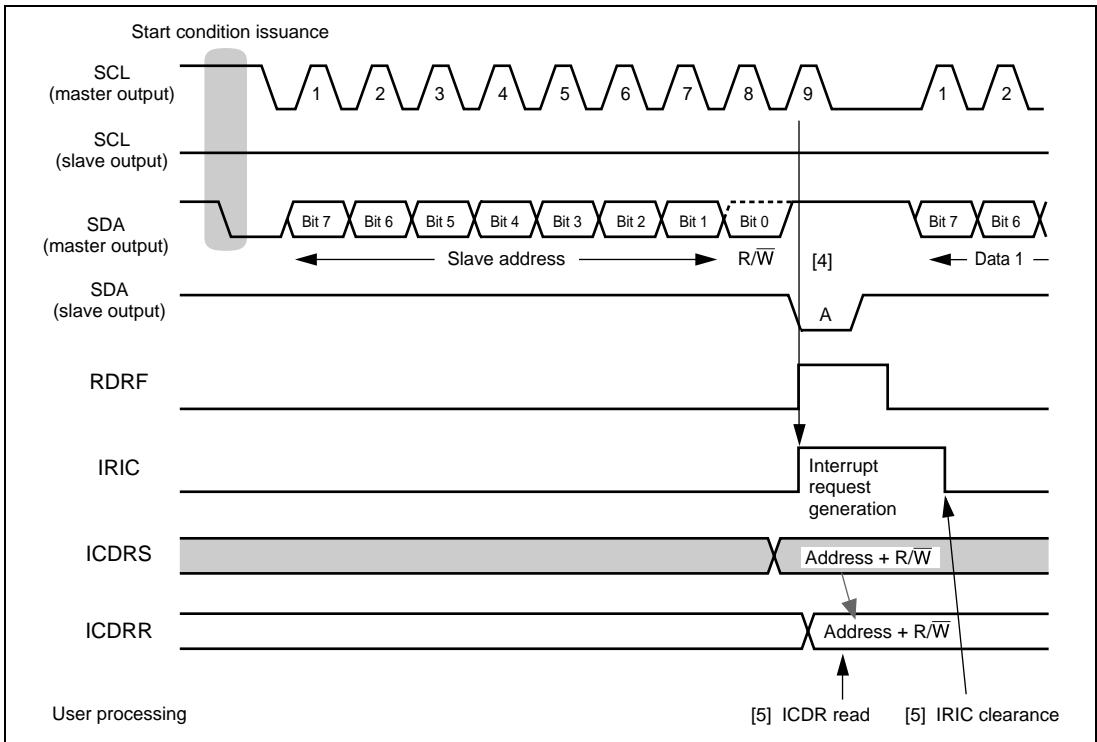 Start condition issuance
SCL
(master output)
1 2 3 4 5 6 7 8 9 1 2
SCL
(slave output)
SDA
(master output)
Bit 7 Bit 6 Bit 5 Bit 4 Bit 3 Bit 2 Bit 1 Bit 0 Bit 7 Bit 6
Slave address R/W̅ [4] Data 1
SDA
(slave output)
A
RDRF
IRIC
Interrupt
request
generation
ICDRS
Address + R/W̅
ICDRR
Address + R/W̅
User processing
[5] ICDR read
[5] IRIC clearance